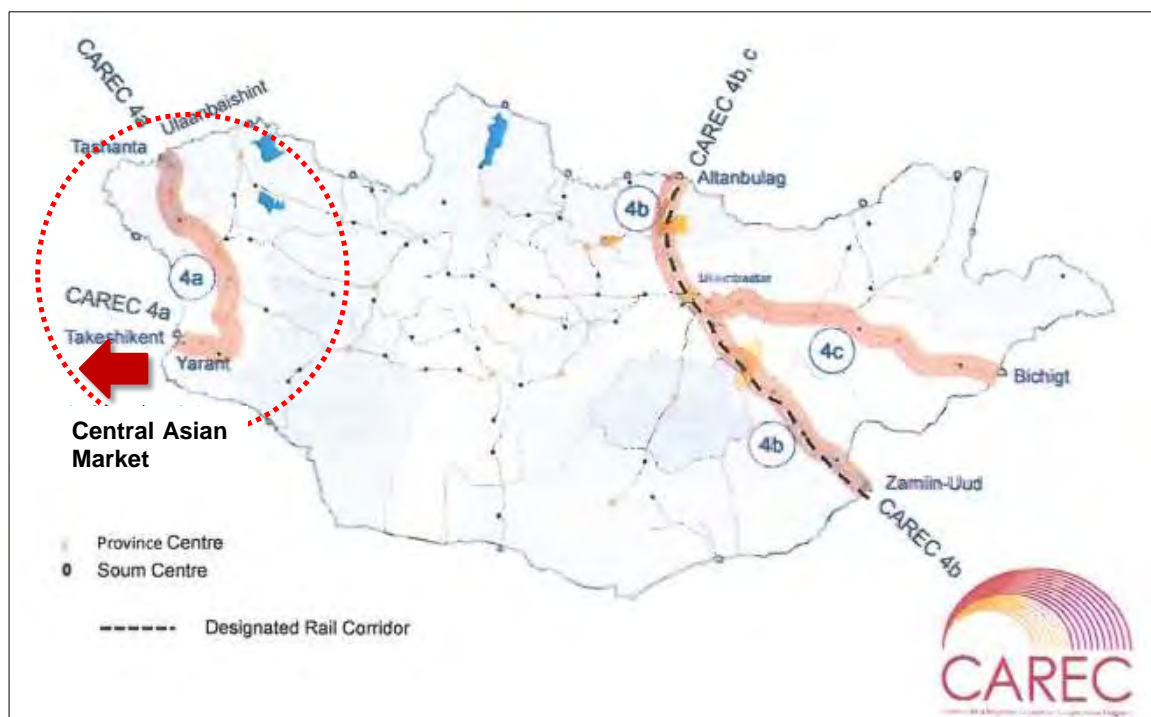 CAREC 4a
Ulaanbaishint
Tashanta
CAREC 4b, c
Altanbulag
4b
4a
CAREC 4a
Takeshikent
Yarant
4c
Bichigt
Central Asian
Market
4b
Zamiin-Uud
CAREC 4b
Province Centre
Soum Centre
Designated Rail Corridor
CAREC